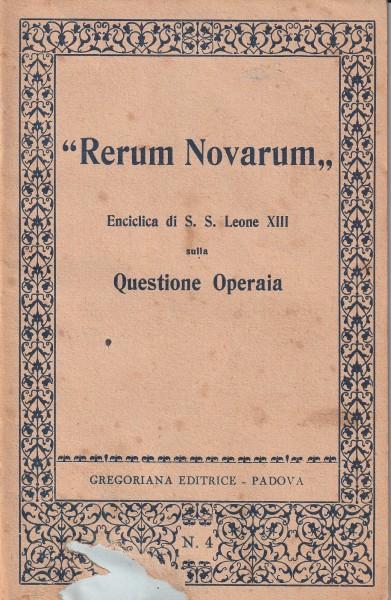 “Rerum Novarum„
Enciclica di S. S. Leone XIII
sulla
Questione Operaia
GREGORIANA EDITRICE - PADOVA
N. 4